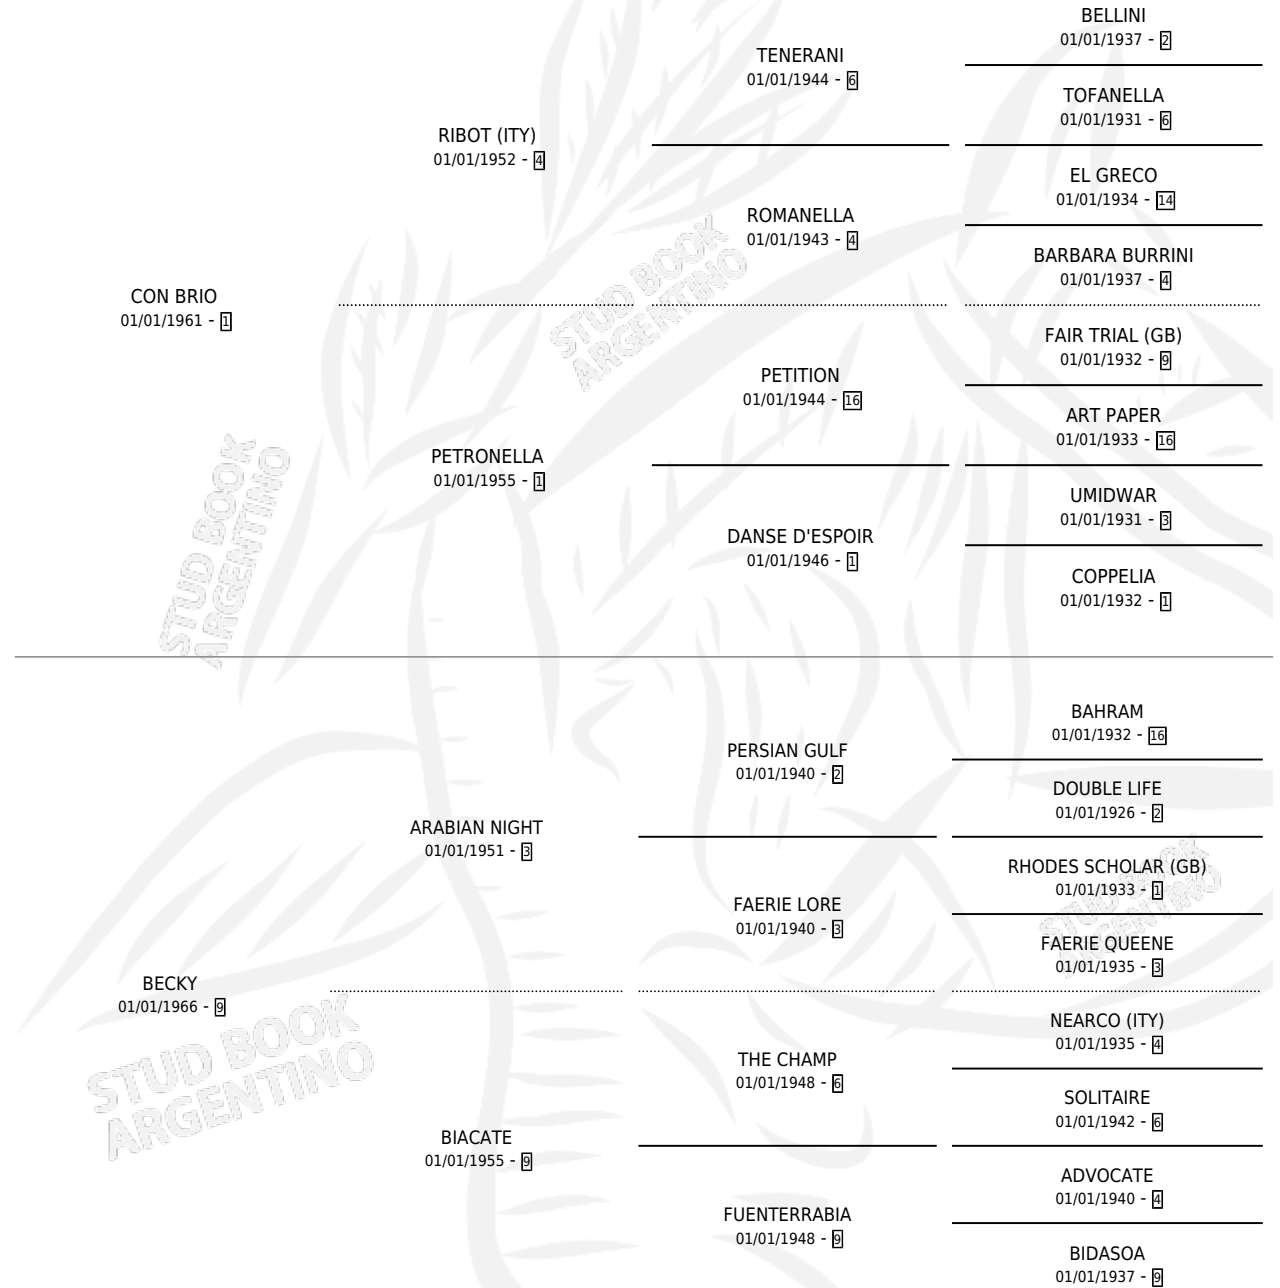 BELLINI
01/01/1937 - 2
TENERANI
01/01/1944 - 6
TOFANELLA
01/01/1931 - 6
RIBOT (ITY)
01/01/1952 - 4
EL GRECO
01/01/1934 - 14
ROMANELLA
01/01/1943 - 4
BARBARA BURRINI
01/01/1937 - 4
CON BRIO
01/01/1961 - 1
FAIR TRIAL (GB)
01/01/1932 - 9
PETITION
01/01/1944 - 16
ART PAPER
01/01/1933 - 16
PETRONELLA
01/01/1955 - 1
UMIDWAR
01/01/1931 - 3
DANSE D'ESPOIR
01/01/1946 - 1
COPPELIA
01/01/1932 - 1
BAHRAM
01/01/1932 - 16
PERSIAN GULF
01/01/1940 - 2
DOUBLE LIFE
01/01/1926 - 2
ARABIAN NIGHT
01/01/1951 - 3
RHODES SCHOLAR (GB)
01/01/1933 - 1
FAERIE LORE
01/01/1940 - 3
FAERIE QUEENE
01/01/1935 - 3
BECKY
01/01/1966 - 9
NEARCO (ITY)
01/01/1935 - 4
THE CHAMP
01/01/1948 - 6
SOLITAIRE
01/01/1942 - 6
BIACATE
01/01/1955 - 9
ADVOCATE
01/01/1940 - 4
FUENTERRABIA
01/01/1948 - 9
BIDASOA
01/01/1937 - 9
STUD BOOK
ARGENTINO
STUD BOOK
ARGENTINO
STUD BOOK
ARGENTINO
STUD BOOK
ARGENTINO